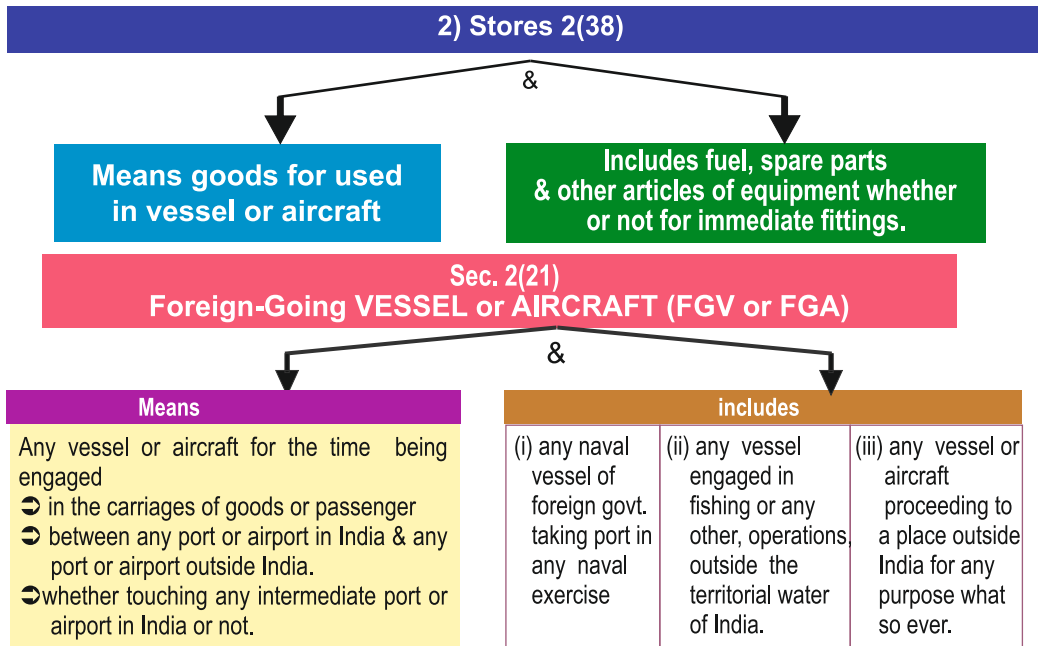 2) Stores 2(38)
&
Means goods for used
in vessel or aircraft
Includes fuel, spare parts
& other articles of equipment whether
or not for immediate fittings.
Sec. 2(21)
Foreign-Going VESSEL or AIRCRAFT (FGV or FGA)
&
Means
Any vessel or aircraft for the time being
engaged
➲ in the carriages of goods or passenger
➲ between any port or airport in India & any
port or airport outside India.
➲whether touching any intermediate port or
airport in India or not.
includes
(i) any naval
vessel of
foreign govt.
taking port in
any naval
exercise
(ii) any vessel
engaged in
fishing or any
other, operations,
outside the
territorial water
of India.
(iii) any vessel or
aircraft
proceeding to
a place outside
India for any
purpose what
so ever.